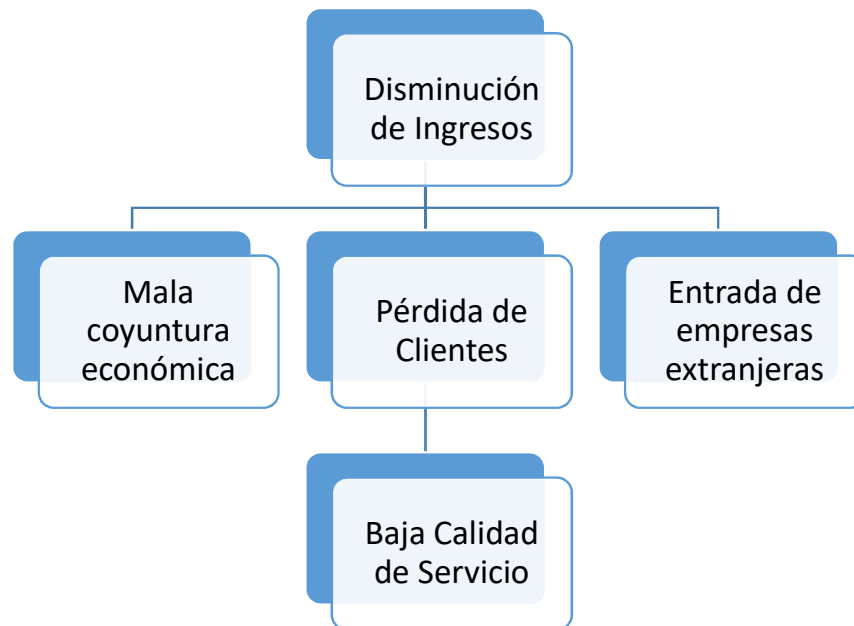 Disminución
de Ingresos
Mala
coyuntura
económica
Pérdida de
Clientes
Entrada de
empresas
extranjeras
Baja Calidad
de Servicio